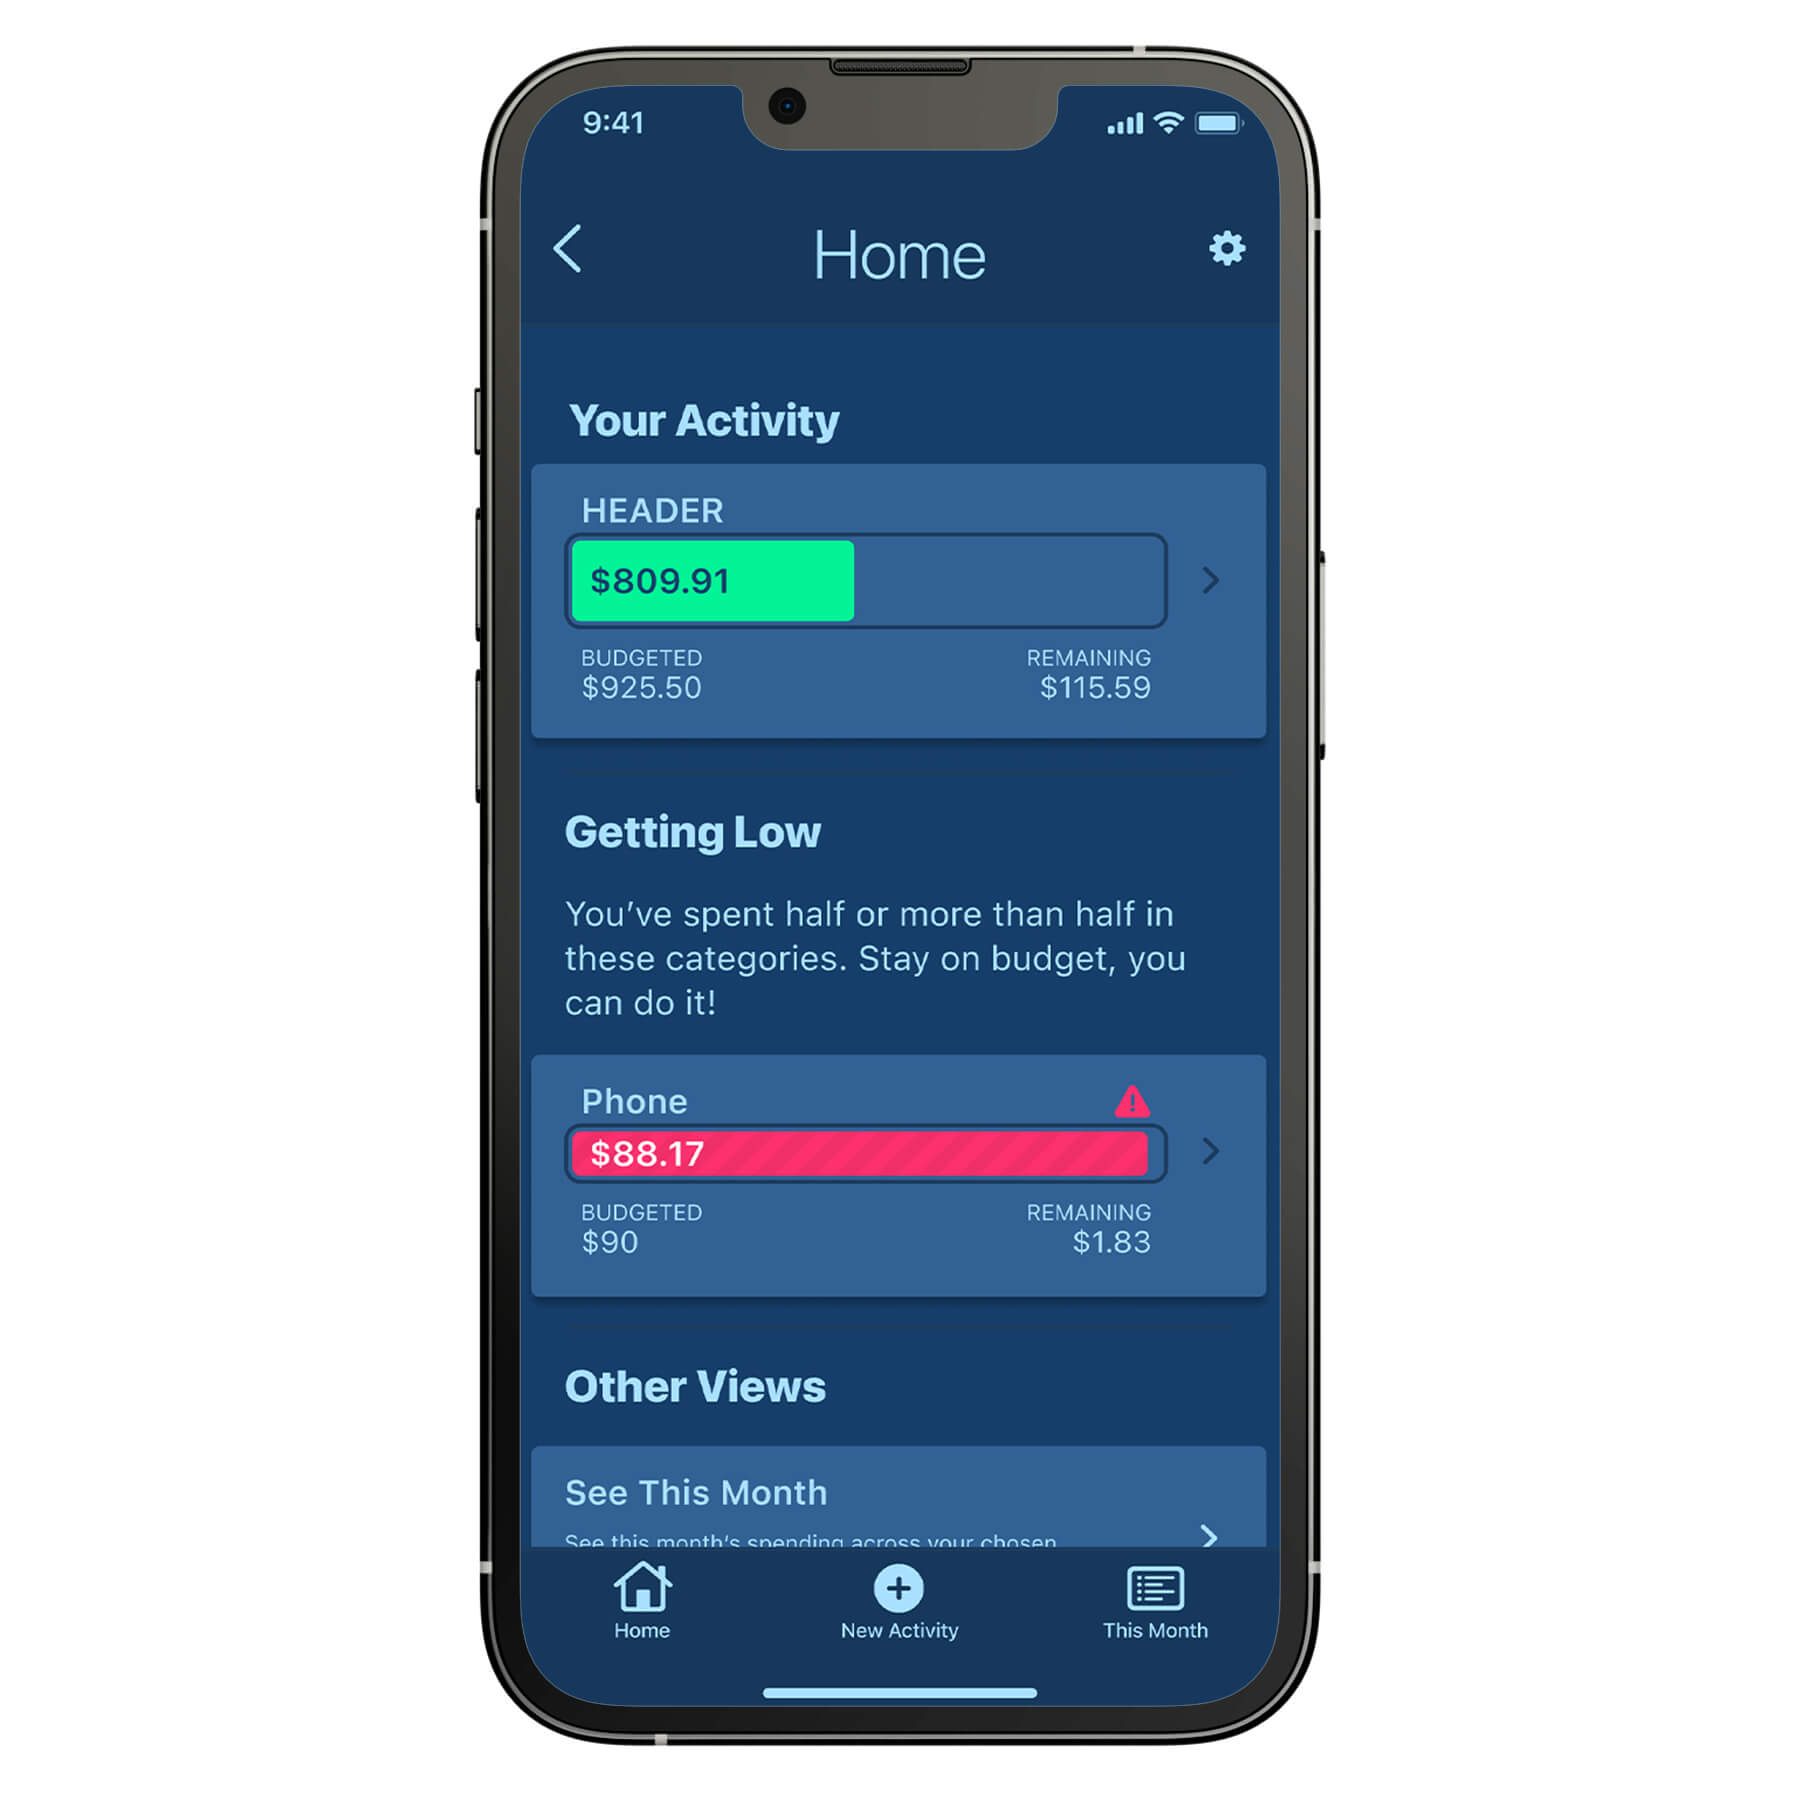 9:41
Home
Your Activity
HEADER
$809.91
BUDGETED
REMAINING
$925.50
$115.59
Getting Low
You’ve spent half or more than half in
these categories. Stay on budget, you
can do it!
Phone
$88.17
BUDGETED
REMAINING
$90
$1.83
Other Views
See This Month
See this month's spending across your chosen
Home
New Activity
This Month